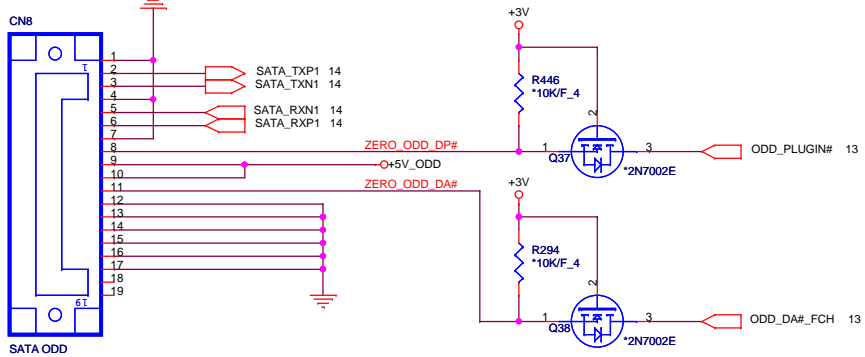 CN8
+3V
1
1
2
SATA_TXP1 14
3
SATA_TXN1 14
4
5
SATA_RXN1 14
6
SATA_RXP1 14
7
R446
*10K/F_4
2
8
ZERO_ODD_DP#
1
3
ODD_PLUGIN# 13
Q37
*2N7002E
9
+5V_ODD
10
11
ZERO_ODD_DA#
+3V
12
13
14
15
16
17
18
19
19
R294
*10K/F_4
2
1
3
ODD_DA#_FCH 13
Q38
*2N7002E
SATA ODD